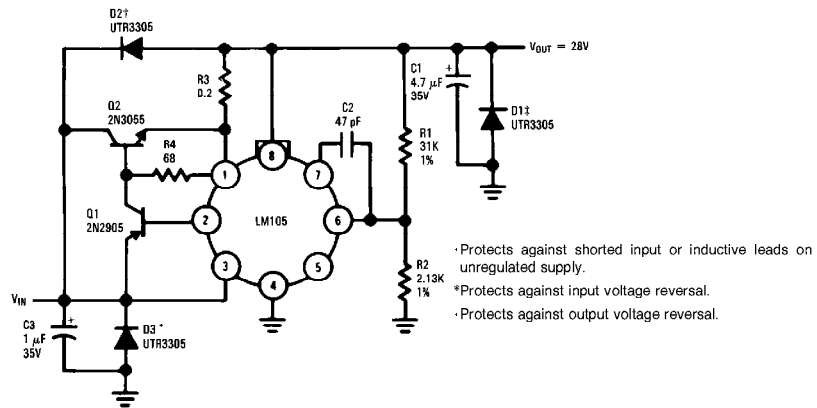 D2†
UTR3305
V_OUT = 28V
R3
0.2
C1
4.7 μF
35V
+
D1‡
UTR3305
Q2
2N3055
C2
47 pF
R4
68
R1
31K
1%
1
8
7
Q1
2N2905
2
LM105
6
3
4
5
R2
2.13K
1%
V_IN
C3
1 μF
35V
+
D3*
UTR3305
·Protects against shorted input or inductive leads on
unregulated supply.
*Protects against input voltage reversal.
·Protects against output voltage reversal.